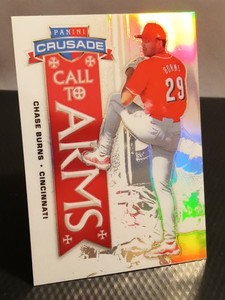 PANINI
CRUSADE
CALL
TO
ARMS
CHASE BURNS • CINCINNATI
BURNS
29